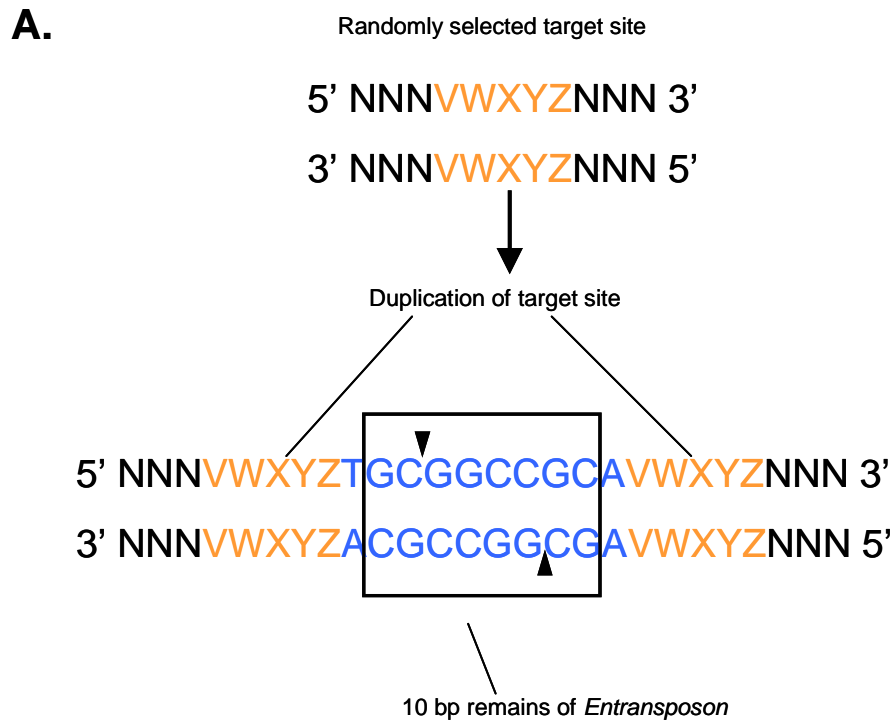 A.
Randomly selected target site
5’ NNNVWXYZNNN 3’
3’ NNNVWXYZNNN 5’
Duplication of target site
5’ NNNVWXYZTGCGGCCGCAVWXYZNNN 3’
3’ NNNVWXYZACGCCGGCGAVWXYZNNN 5’
10 bp remains of Entransposon